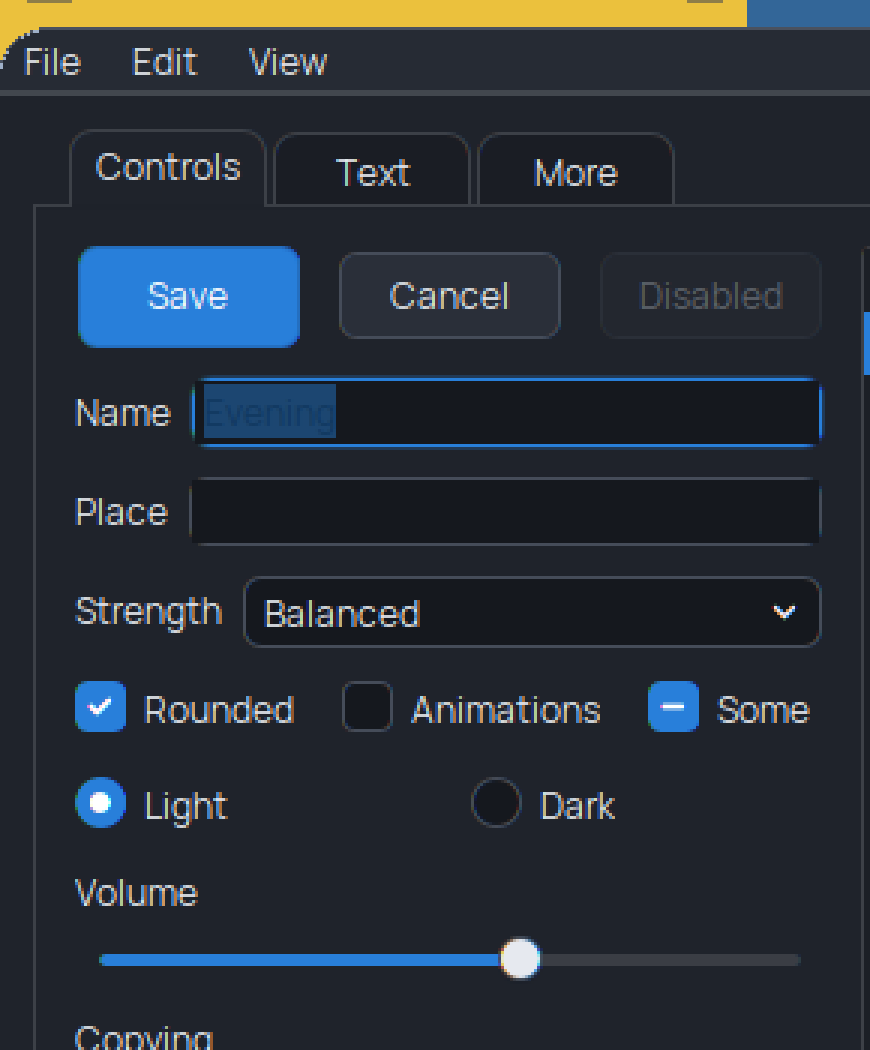 File Edit View
Controls Text More
Save Cancel Disabled
Name Evening
Place
Strength Balanced
Rounded Animations Some
Light Dark
Volume
Copying